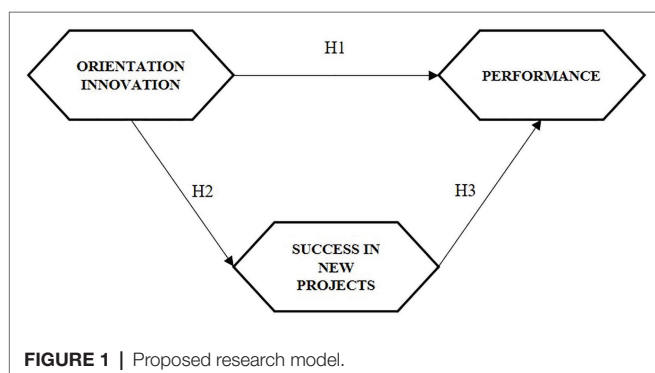 ORIENTATION
INNOVATION
H1
PERFORMANCE
H2
H3
SUCCESS IN
NEW
PROJECTS
FIGURE 1 | Proposed research model.